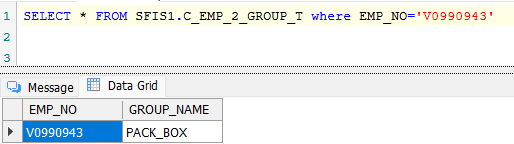 1 SELECT * FROM SFIS1.C_EMP_2_GROUP_T where EMP_NO='V0990943'
2
3
Message Data Grid
EMP_NO GROUP_NAME
V0990943 PACK_BOX